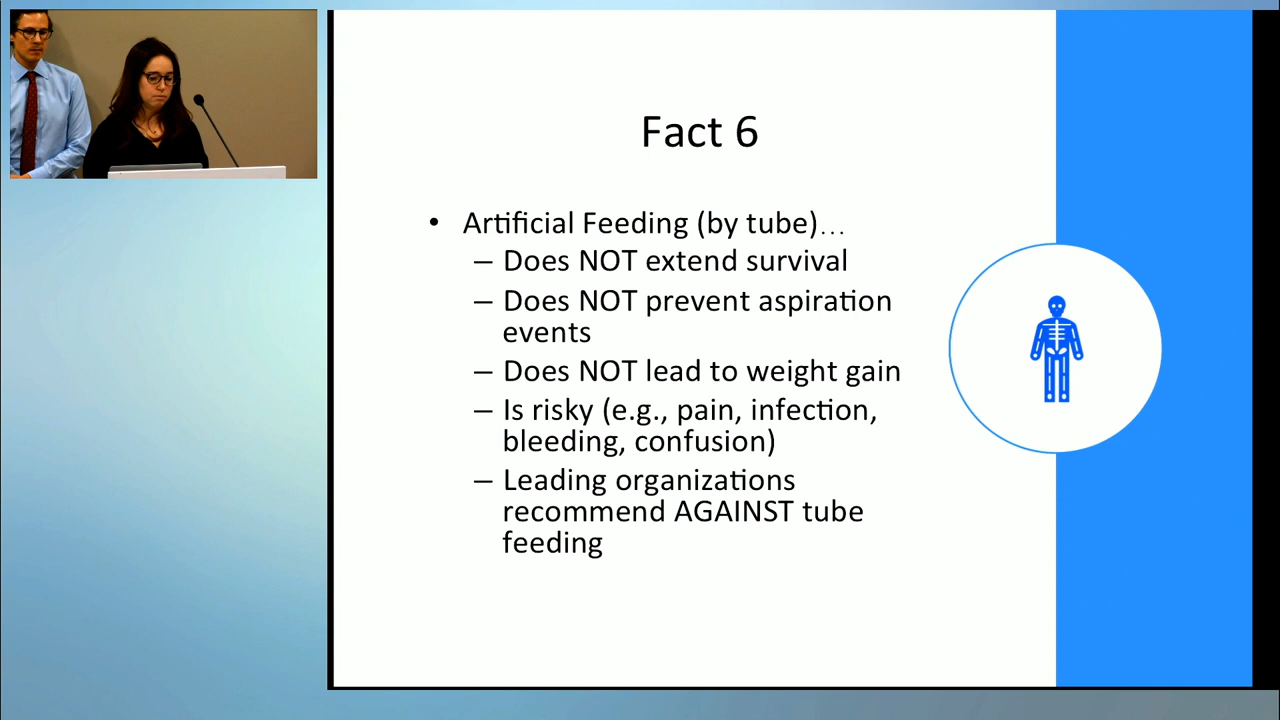 Fact 6
• Artificial Feeding (by tube)…
– Does NOT extend survival
– Does NOT prevent aspiration
events
– Does NOT lead to weight gain
– Is risky (e.g., pain, infection,
bleeding, confusion)
– Leading organizations
recommend AGAINST tube
feeding